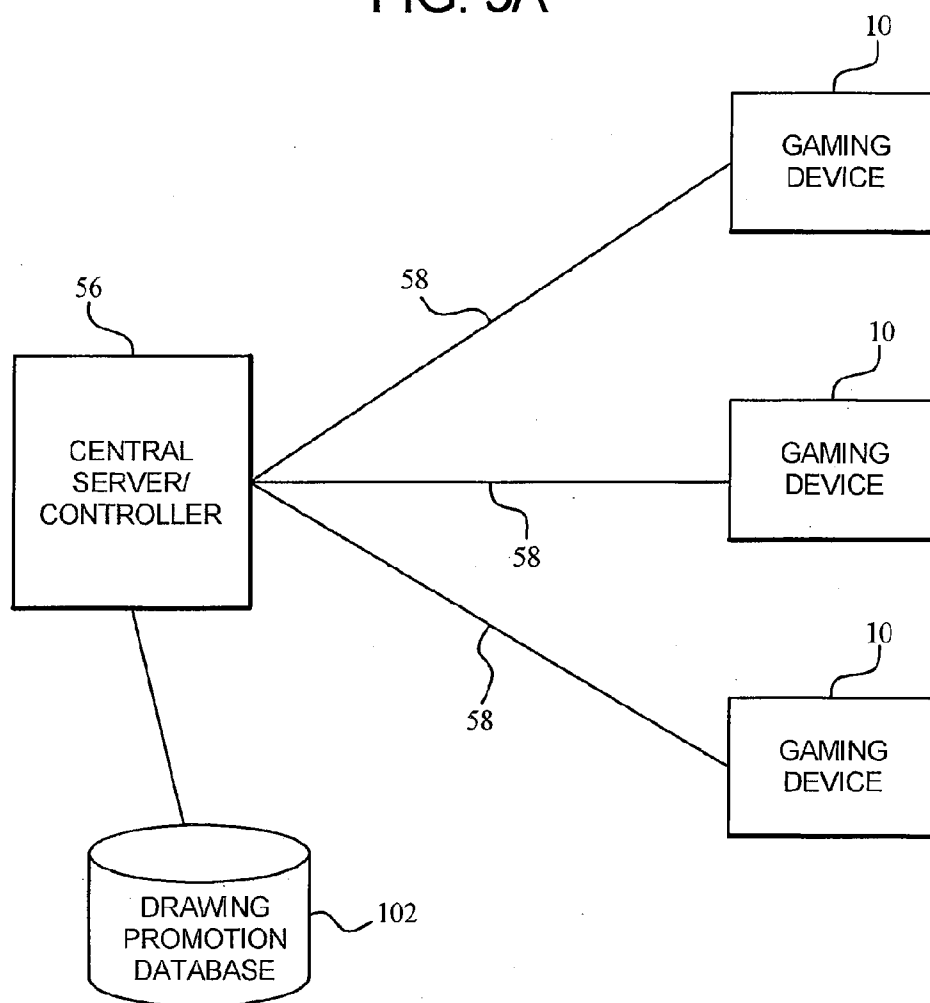 FIG.
10
GAMING
DEVICE
58
56
10
CENTRAL
SERVER/
CONTROLLER
GAMING
DEVICE
58
10
58
GAMING
DEVICE
DRAWING
PROMOTION
DATABASE
102